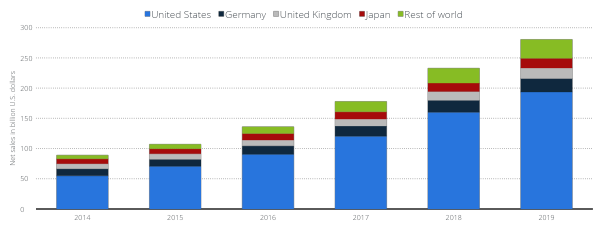 United States Germany United Kingdom Japan Rest of world
Net sales in billion U.S. dollars
300
250
200
150
100
50
0
2014 2015 2016 2017 2018 2019